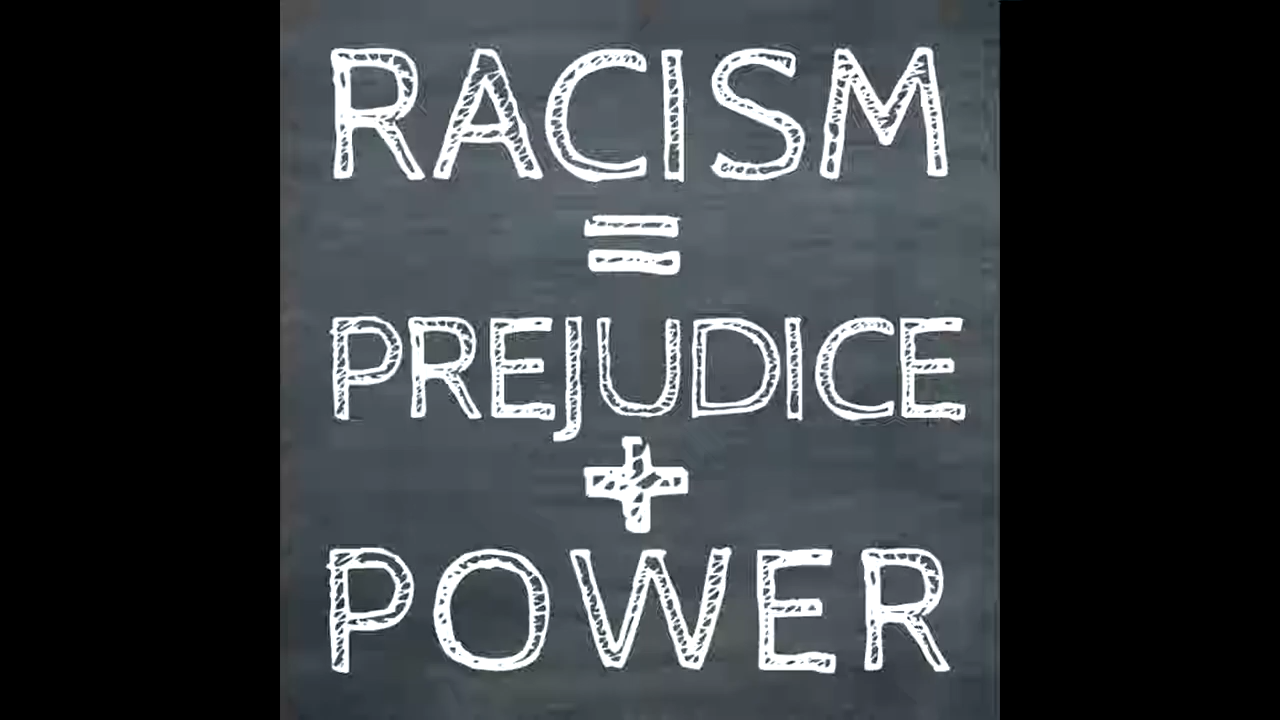 RACISM
=
PREJUDICE
+
POWER